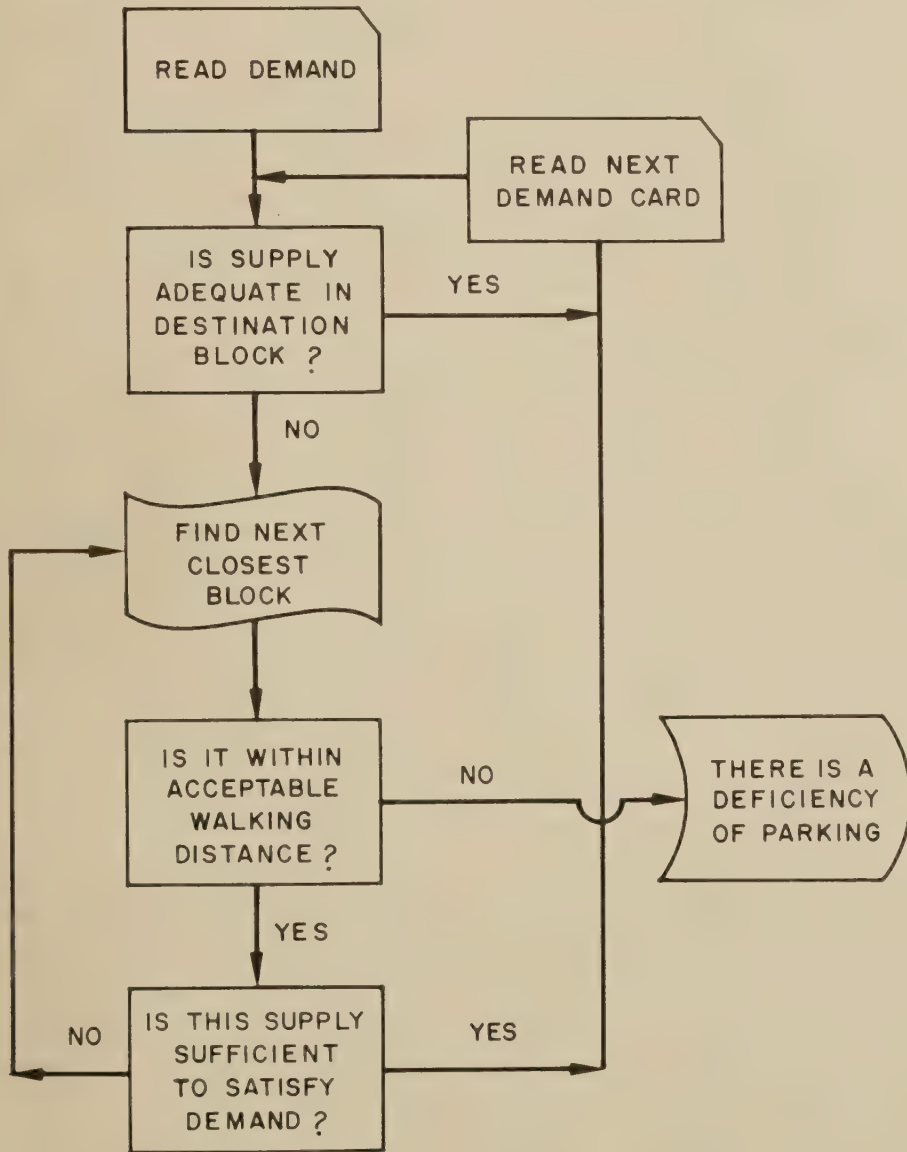 READ DEMAND
READ NEXT
DEMAND CARD
IS SUPPLY
ADEQUATE IN
DESTINATION
BLOCK ?
YES
NO
FIND NEXT
CLOSEST
BLOCK
IS IT WITHIN
ACCEPTABLE
WALKING
DISTANCE ?
NO
THERE IS A
DEFICIENCY
OF PARKING
YES
IS THIS SUPPLY
SUFFICIENT
TO SATISFY
DEMAND ?
NO
YES